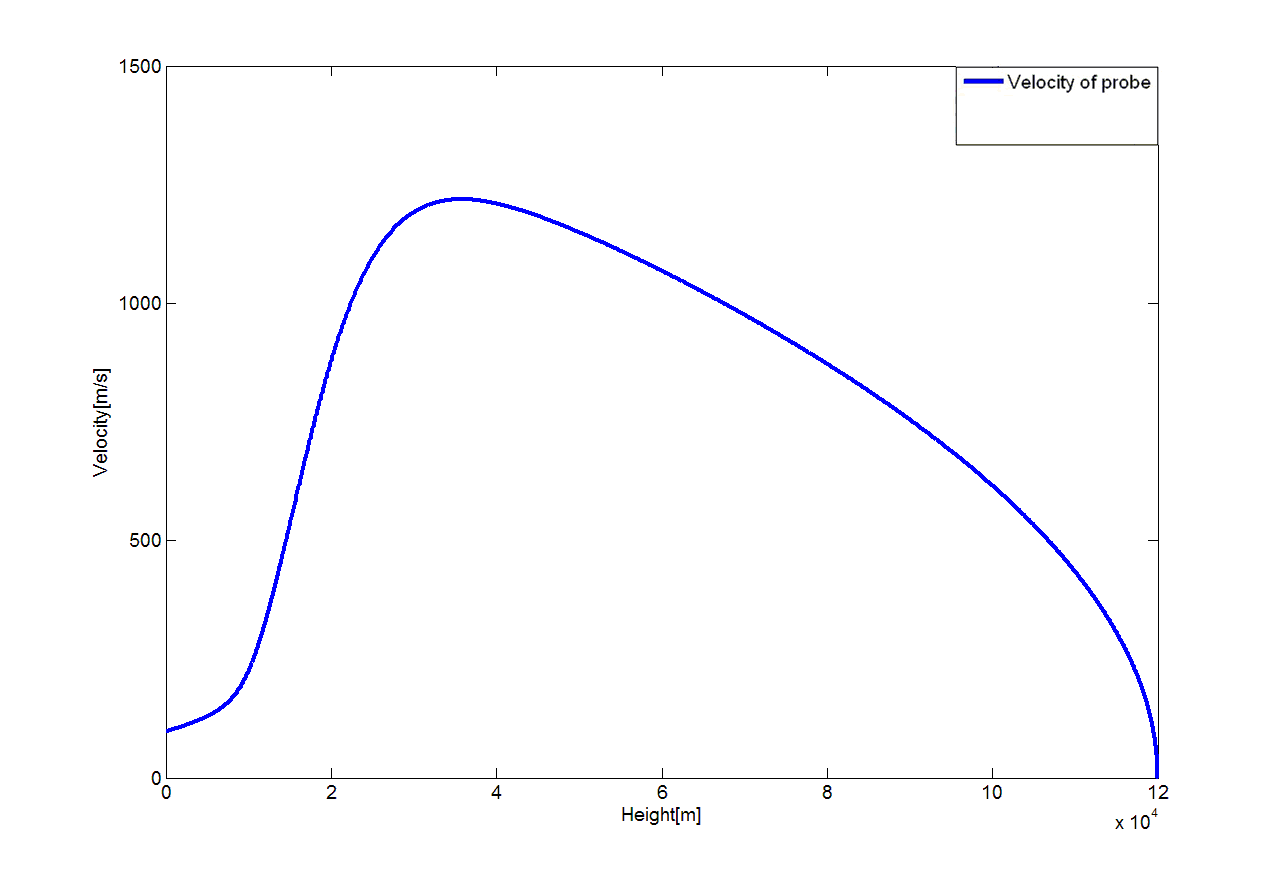 1500
Velocity of probe
1000
Velocity[m/s]
500
0
0 2 4 6 8 10 12
Height[m]
x 10^4